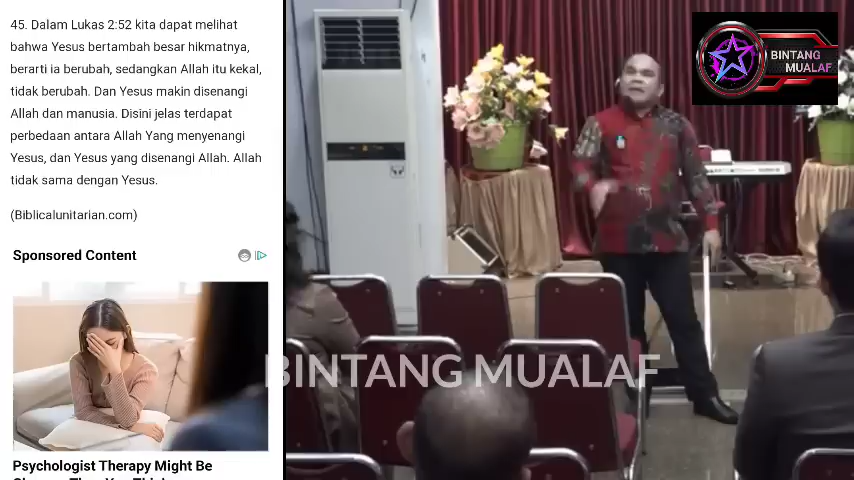 45. Dalam Lukas 2:52 kita dapat melihat
bahwa Yesus bertambah besar hikmatnya,
berarti ia berubah, sedangkan Allah itu kekal,
tidak berubah. Dan Yesus makin disenangi
Allah dan manusia. Disini jelas terdapat
perbedaan antara Allah Yang menyenangi
Yesus, dan Yesus yang disenangi Allah. Allah
tidak sama dengan Yesus.
(Biblicalunitarian.com)
Sponsored Content
Psychologist Therapy Might Be
BINTANG
MUALAF
BINTANG MUALAF